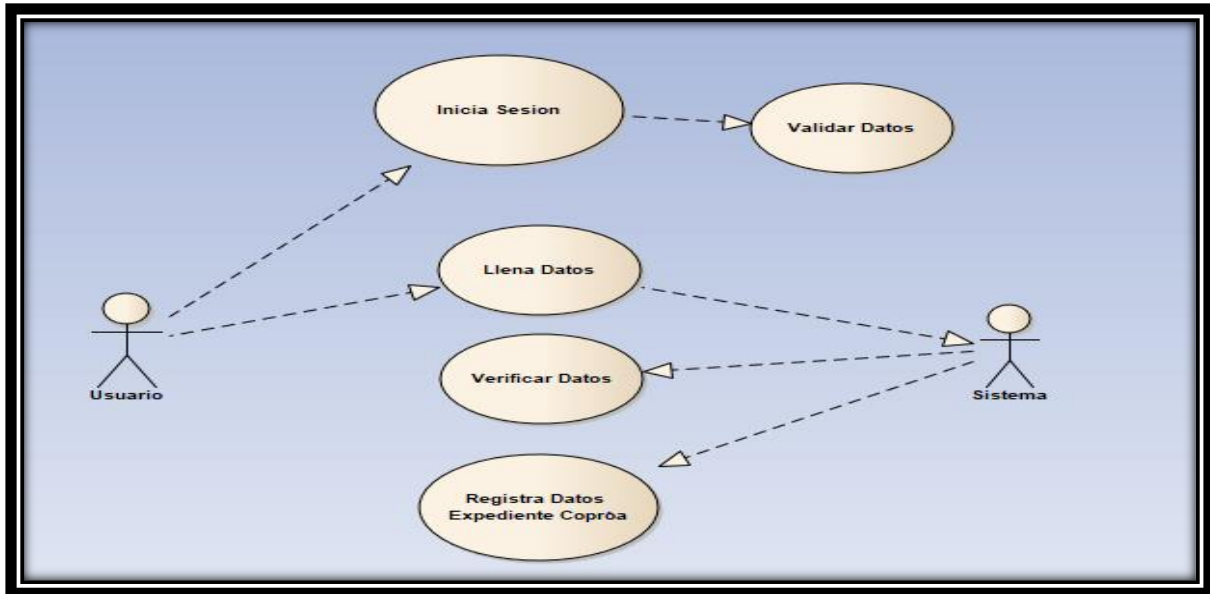 Inicia Sesion
Validar Datos
Llena Datos
Usuario
Verificar Datos
Sistema
Registra Datos
Expediente Copròa